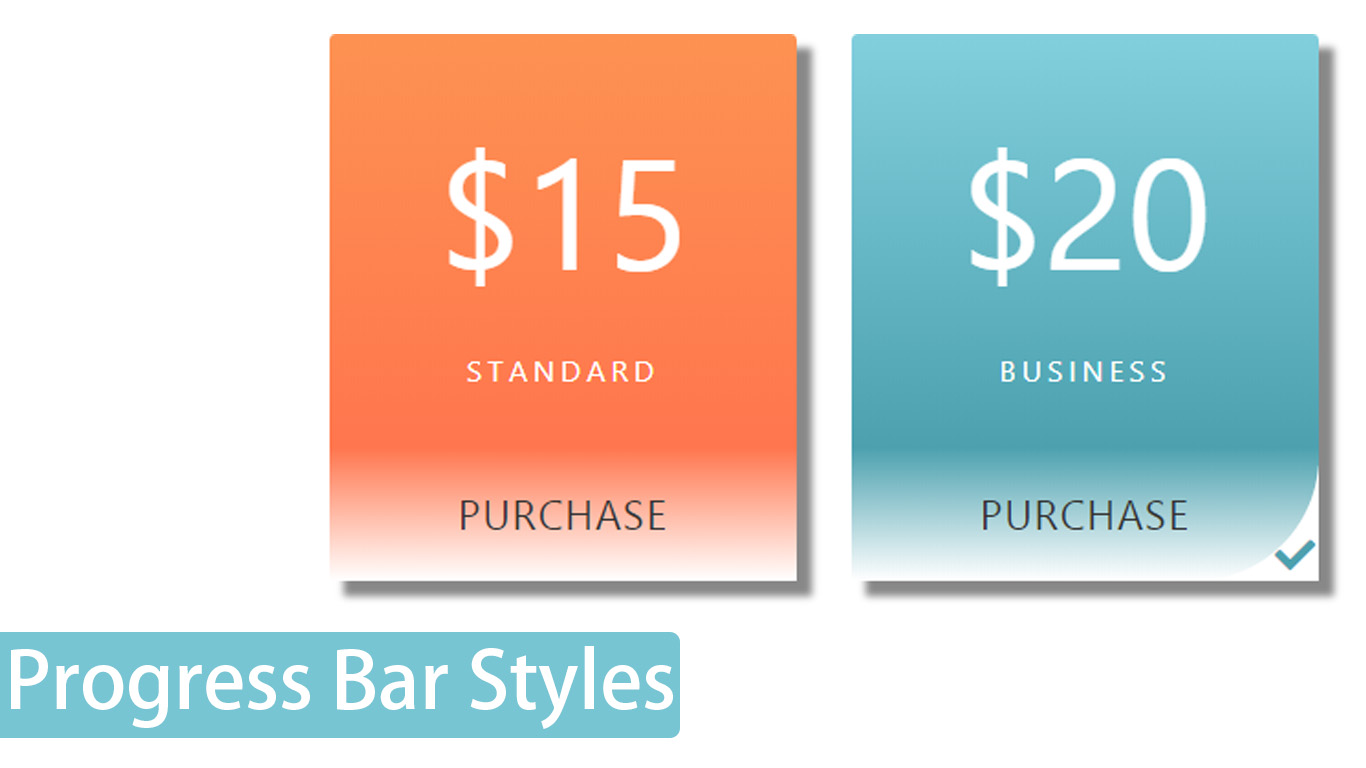 $15
STANDARD
PURCHASE
$20
BUSINESS
PURCHASE
Progress Bar Styles